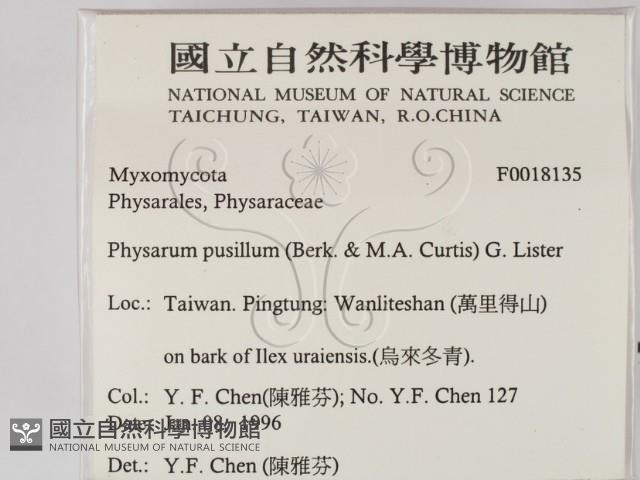 國立自然科學博物館
NATIONAL MUSEUM OF NATURAL SCIENCE
TAICHUNG, TAIWAN, R.O.CHINA
Myxomycota F0018135
Physarales, Physaraceae
Physarum pusillum (Berk. & M.A. Curtis) G. Lister
Loc.: Taiwan. Pingtung: Wanliteshan (萬里得山)
on bark of Ilex uraiensis.(烏來冬青).
Col.: Y. F. Chen(陳雅芬); No. Y.F. Chen 127
08, 1996
國立自然科學博物館
NATIONAL MUSEUM OF NATURAL SCIENCE
Det.: Y.F. Chen (陳雅芬)